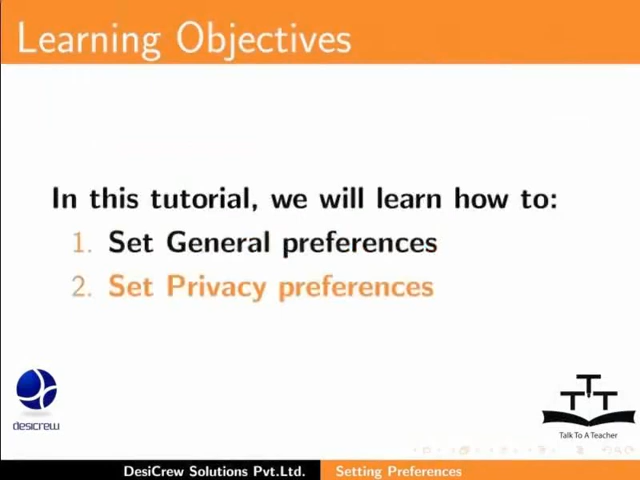 Learning Objectives
In this tutorial, we will learn how to:
1. Set General preferences
2. Set Privacy preferences
desicrew
T T T
Talk To A Teacher
DesiCrew Solutions Pvt.Ltd. Setting Preferences